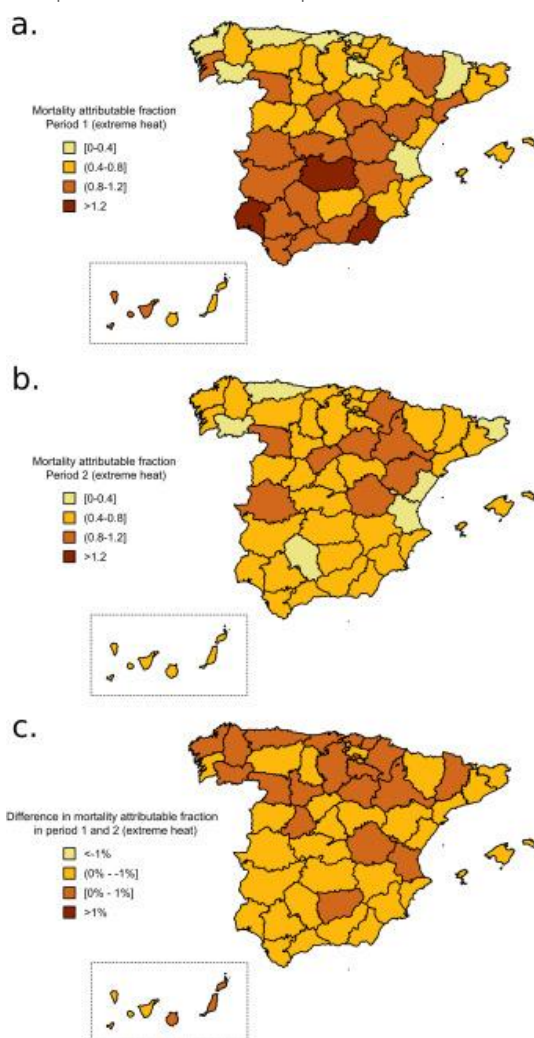 a.
Mortality attributable fraction
Period 1 (extreme heat)
[0-0.4]
(0.4-0.8]
(0.8-1.2]
>1.2
b.
Mortality attributable fraction
Period 2 (extreme heat)
[0-0.4]
(0.4-0.8]
(0.8-1.2]
>1.2
c.
Difference in mortality attributable fraction
in period 1 and 2 (extreme heat)
<-1%
(0% - -1%]
[0% - 1%]
>1%